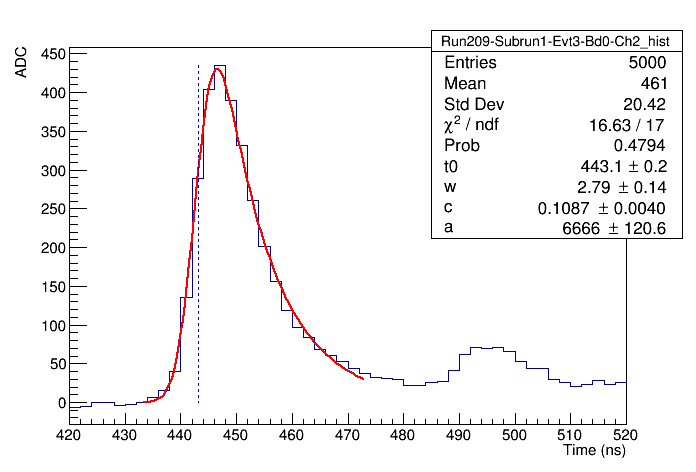 Run209-Subrun1-Evt3-Bd0-Ch2_hist
Entries 5000
Mean 461
Std Dev 20.42
χ² / ndf 16.63 / 17
Prob 0.4794
t0 443.1 ± 0.2
w 2.79 ± 0.14
c 0.1087 ± 0.0040
a 6666 ± 120.6
ADC
450
400
350
300
250
200
150
100
50
0
420 430 440 450 460 470 480 490 500 510 520
Time (ns)